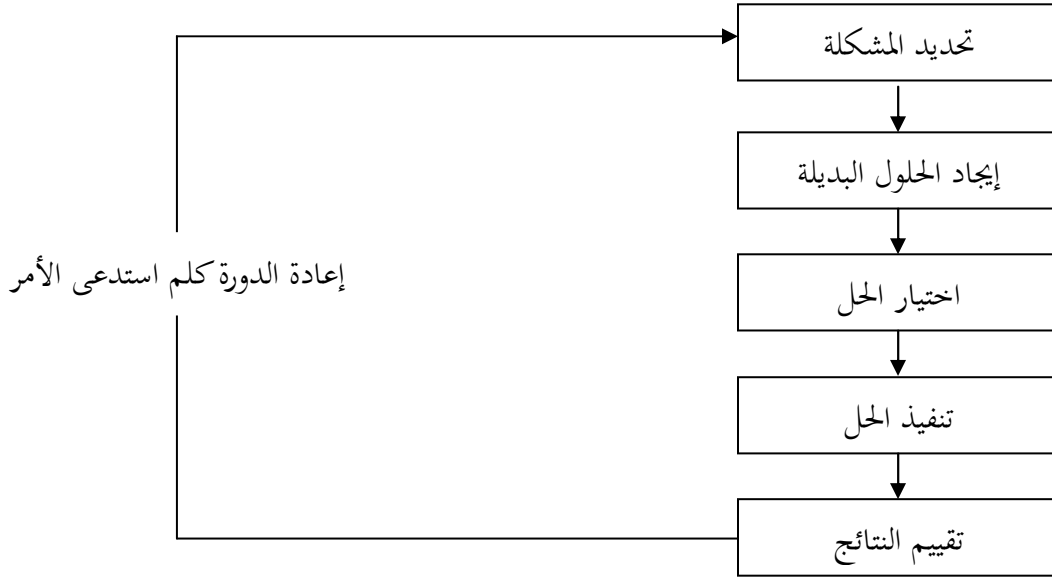 تحديد المشكلة
إيجاد الحلول البديلة
إعادة الدورة كلم استدعى الأمر
اختيار الحل
تنفيذ الحل
تقييم النتائج